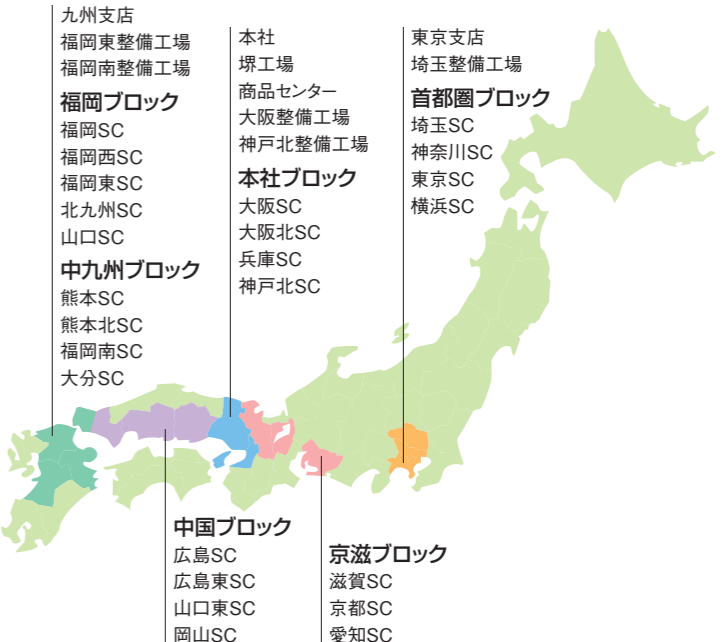 九州支店
福岡東整備工場
福岡南整備工場
福岡ブロック
福岡SC
福岡西SC
福岡東SC
北九州SC
山口SC
中九州ブロック
熊本SC
熊本北SC
福岡南SC
大分SC
本社
堺工場
商品センター
大阪整備工場
神戸北整備工場
本社ブロック
大阪SC
大阪北SC
兵庫SC
神戸北SC
東京支店
埼玉整備工場
首都圏ブロック
埼玉SC
神奈川SC
東京SC
横浜SC
中国ブロック
広島SC
広島東SC
山口東SC
岡山SC
京滋ブロック
滋賀SC
京都SC
愛知SC